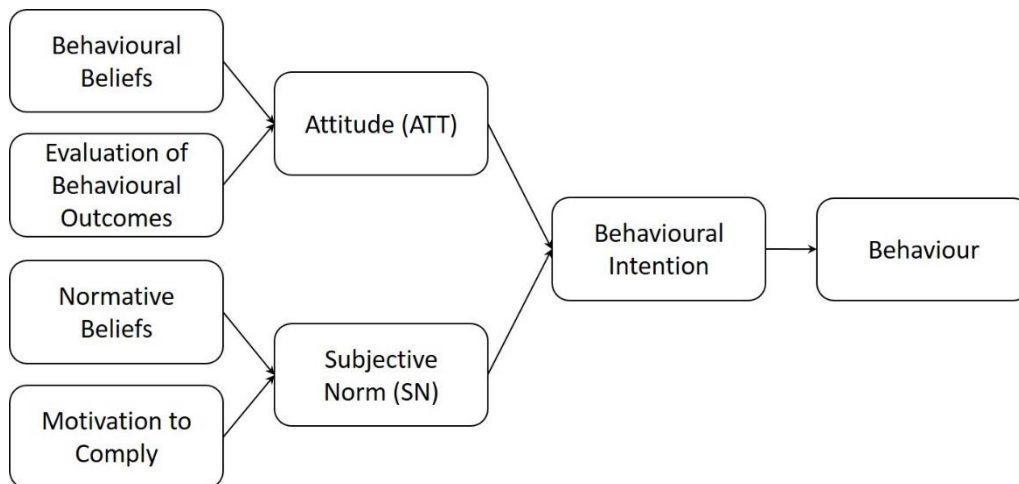 Behavioural
Beliefs
Evaluation of
Behavioural
Outcomes
Normative
Beliefs
Motivation to
Comply
Attitude (ATT)
Subjective
Norm (SN)
Behavioural
Intention
Behaviour